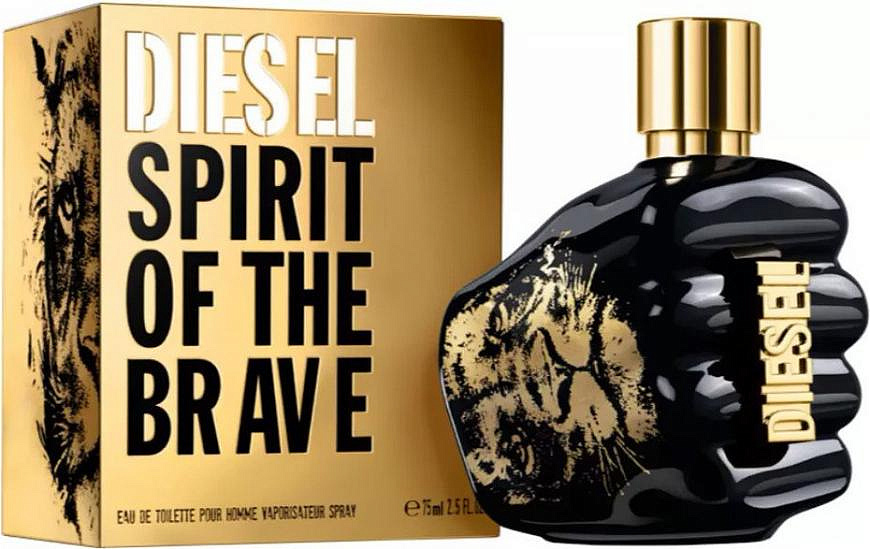 DIESEL
SPIRIT
OF THE
BRAVE
EAU DE TOILETTE POUR HOMME VAPORISATEUR SPRAY
℮75ml 2.5 FL.
DIESEL